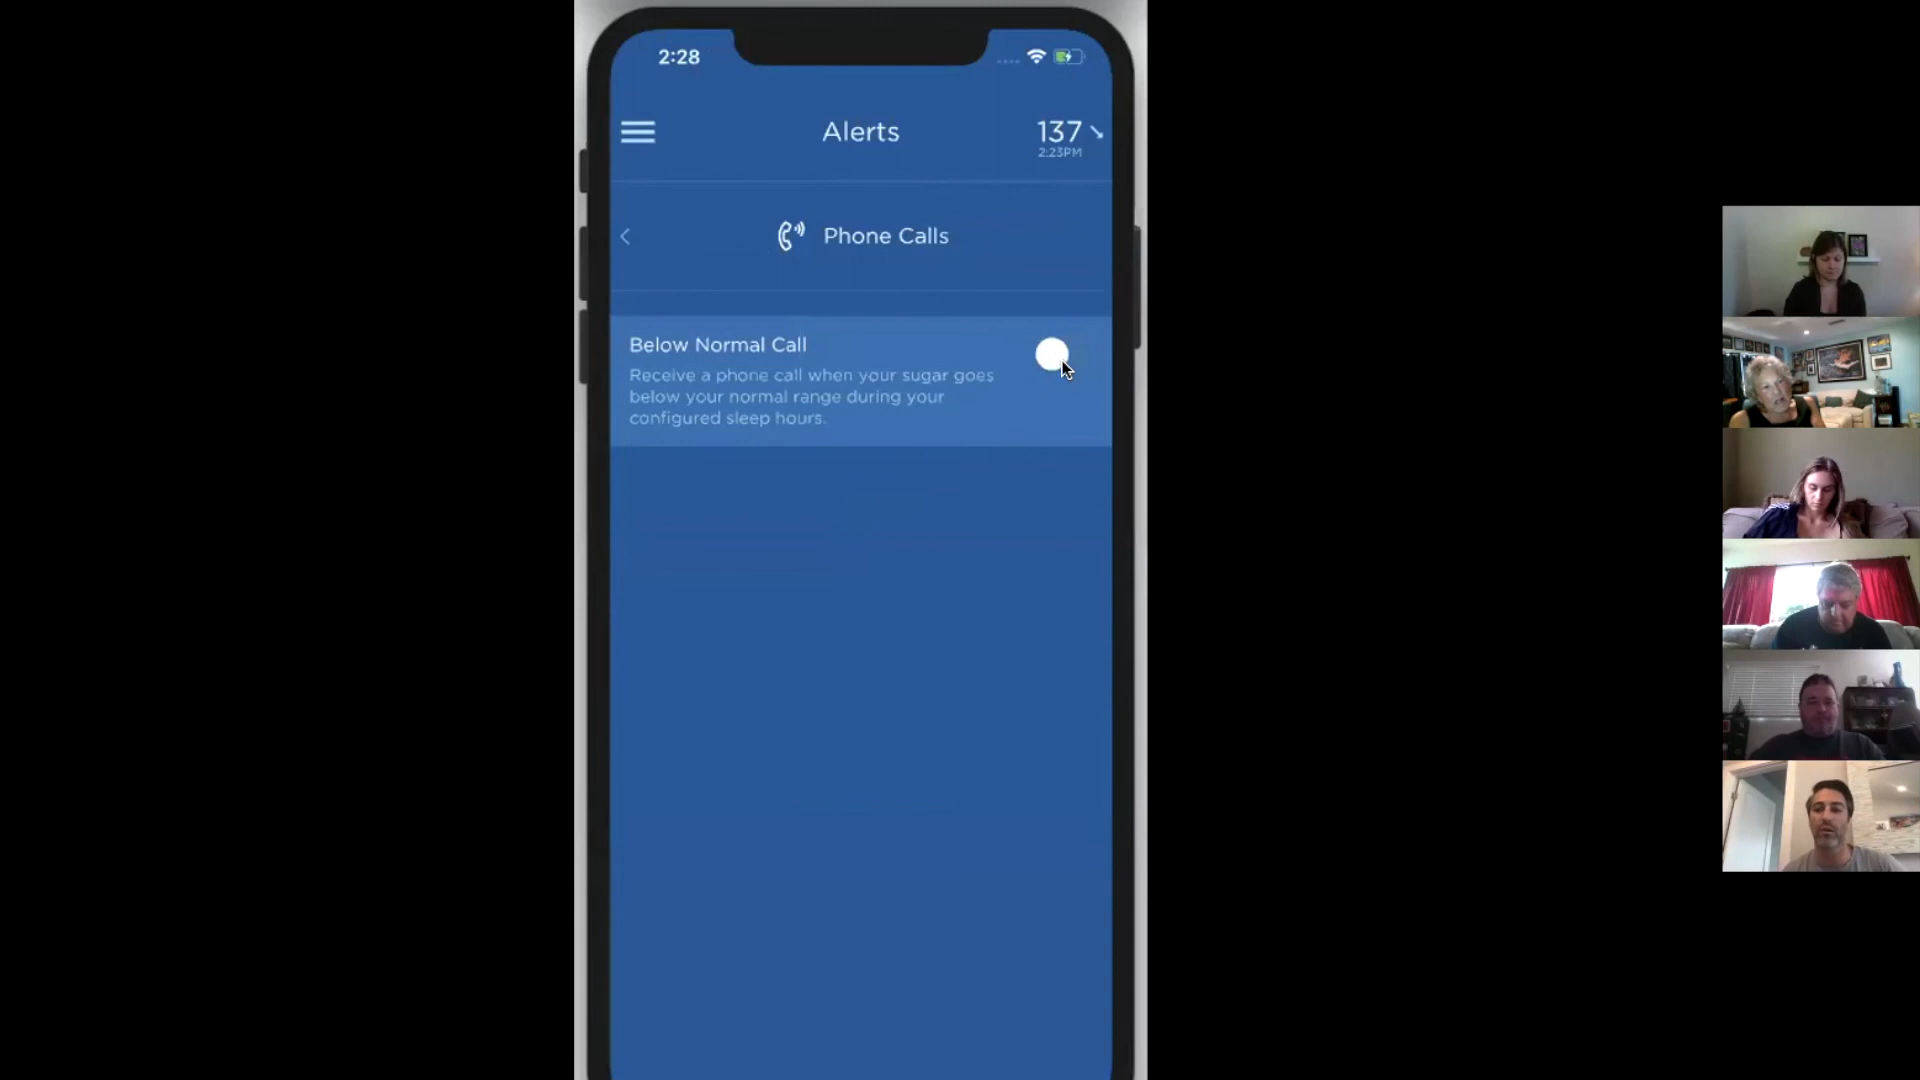 2:28
Alerts
137
2:23PM
Phone Calls
Below Normal Call
Receive a phone call when your sugar goes
below your normal range during your
configured sleep hours.